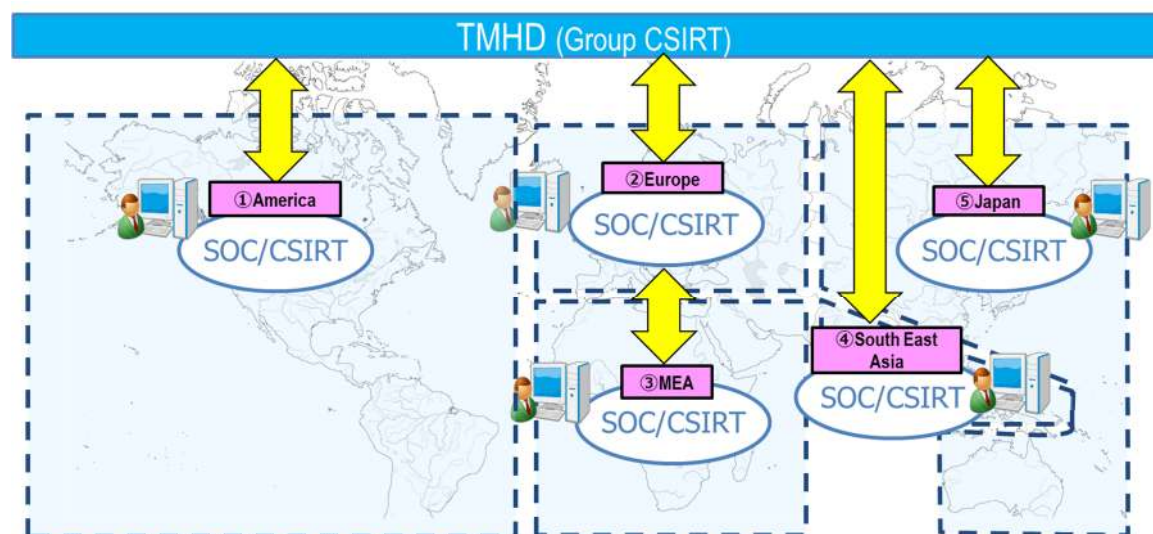 TMHD (Group CSIRT)
①America
SOC/CSIRT
②Europe
SOC/CSIRT
⑤Japan
SOC/CSIRT
③MEA
SOC/CSIRT
④South East
Asia
SOC/CSIRT